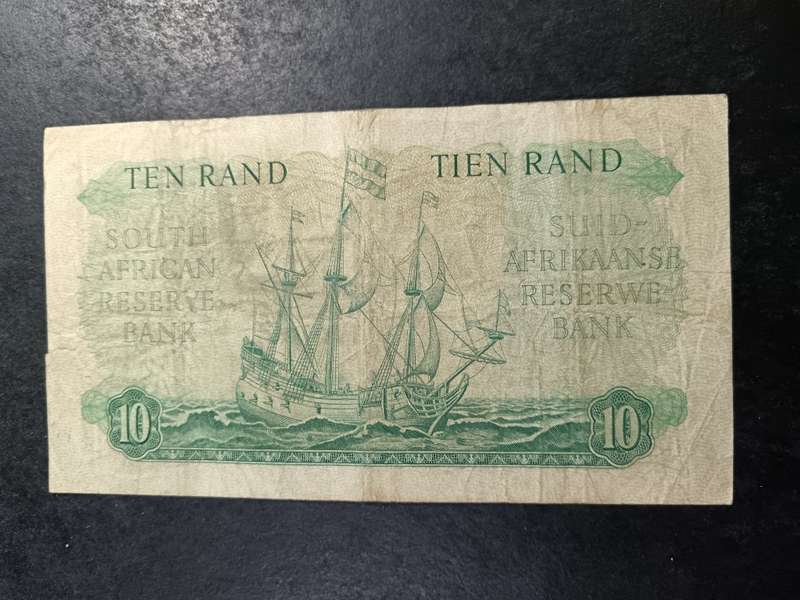 TEN RAND
TIEN RAND
SOUTH
AFRICAN
RESERVE
BANK
SUID-
AFRIKAANSE
RESERWE-
BANK
10
10